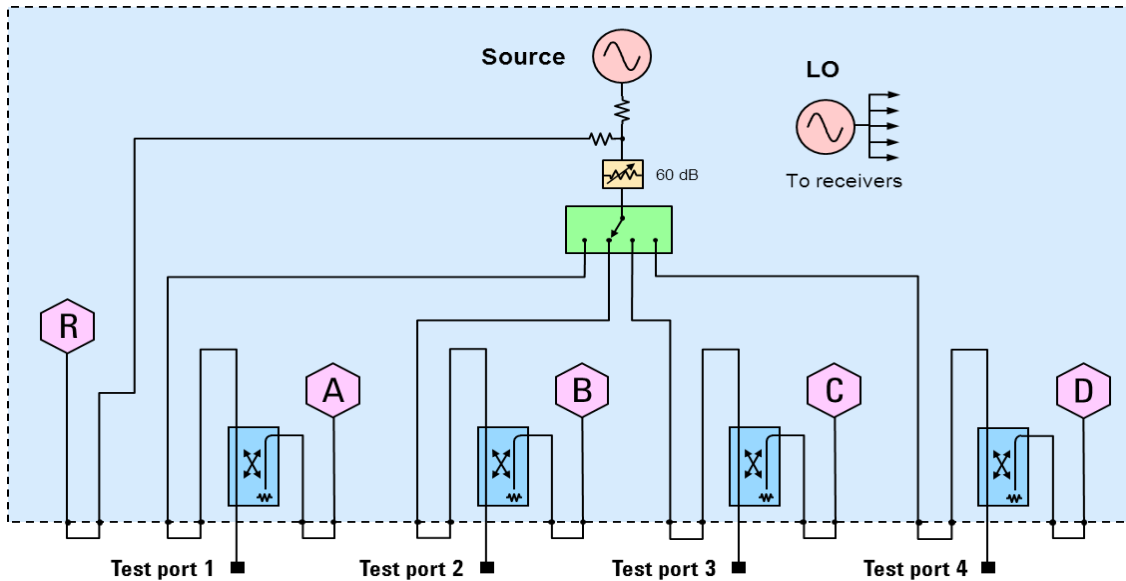 Source
LO
60 dB
To receivers
R
A
B
C
D
Test port 1
Test port 2
Test port 3
Test port 4